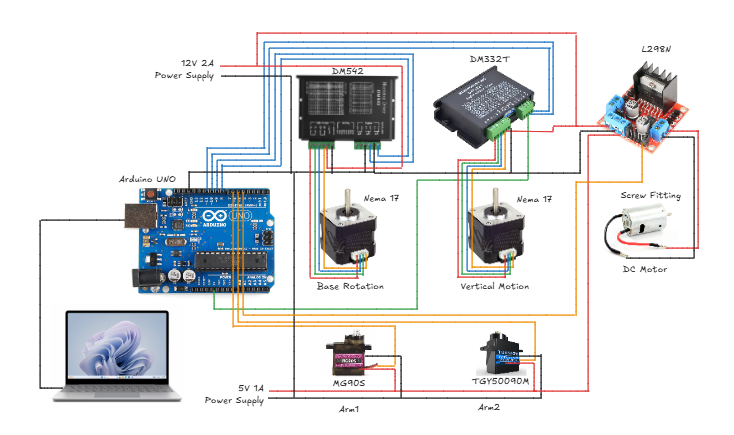 L298N
12V 2A
Power Supply
DM542
DM332T
Arduino UNO
Nema 17
Nema 17
Screw Fitting
UNO
ARDUINO
DC Motor
Base Rotation
Vertical Motion
MG90S
MG90S
TGY50090M
5V 1A
Power Supply
Arm1
Arm2